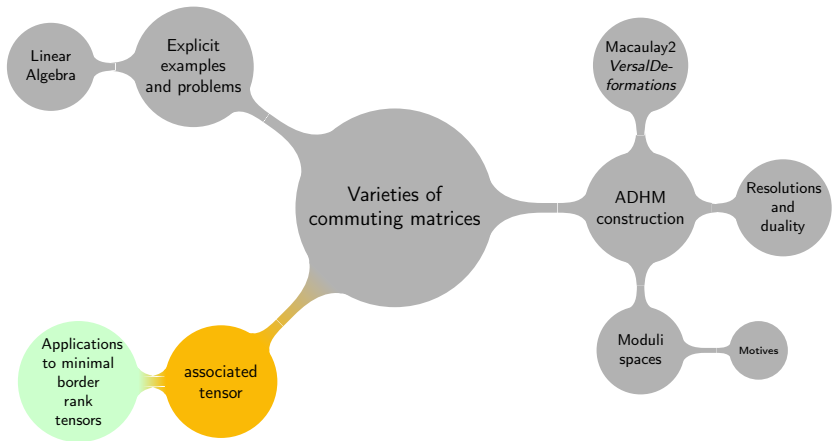 Linear
Algebra
Explicit
examples
and problems
Varieties of
commuting matrices
Macaulay2
VersalDe-
formations
ADHM
construction
Resolutions
and
duality
Moduli
spaces
Motives
associated
tensor
Applications
to minimal
border
rank
tensors